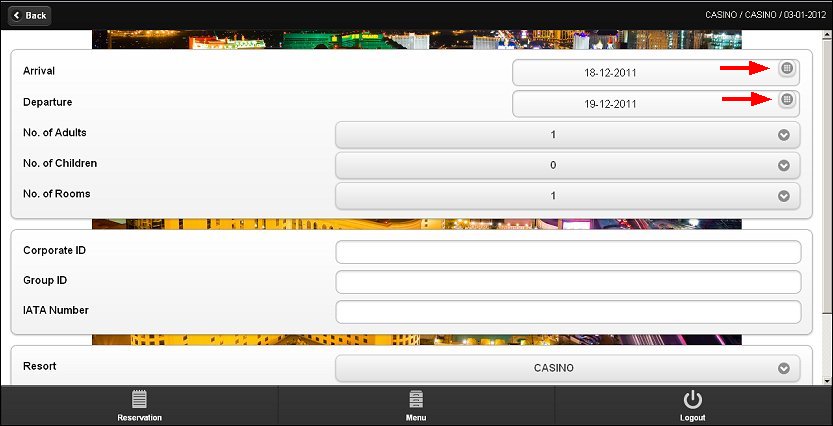 Back
CASINO / CASINO / 03-01-2012
Arrival 18-12-2011
Departure 19-12-2011
No. of Adults 1
No. of Children 0
No. of Rooms 1
Corporate ID
Group ID
IATA Number
Resort CASINO
Reservation Menu Logout